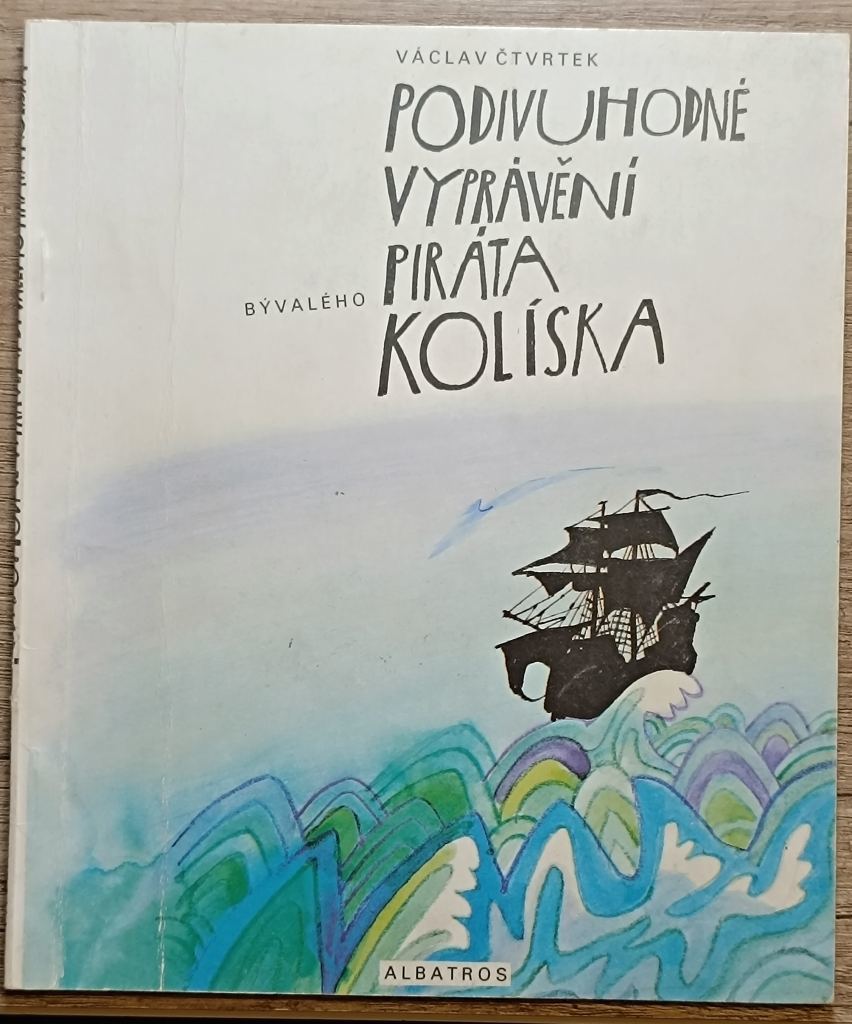 VÁCLAV ČTVRTEK
PODIVUHODNÉ
VYPRÁVĚNÍ
BÝVALÉHO PIRÁTA
KOLÍSKA
ALBATROS